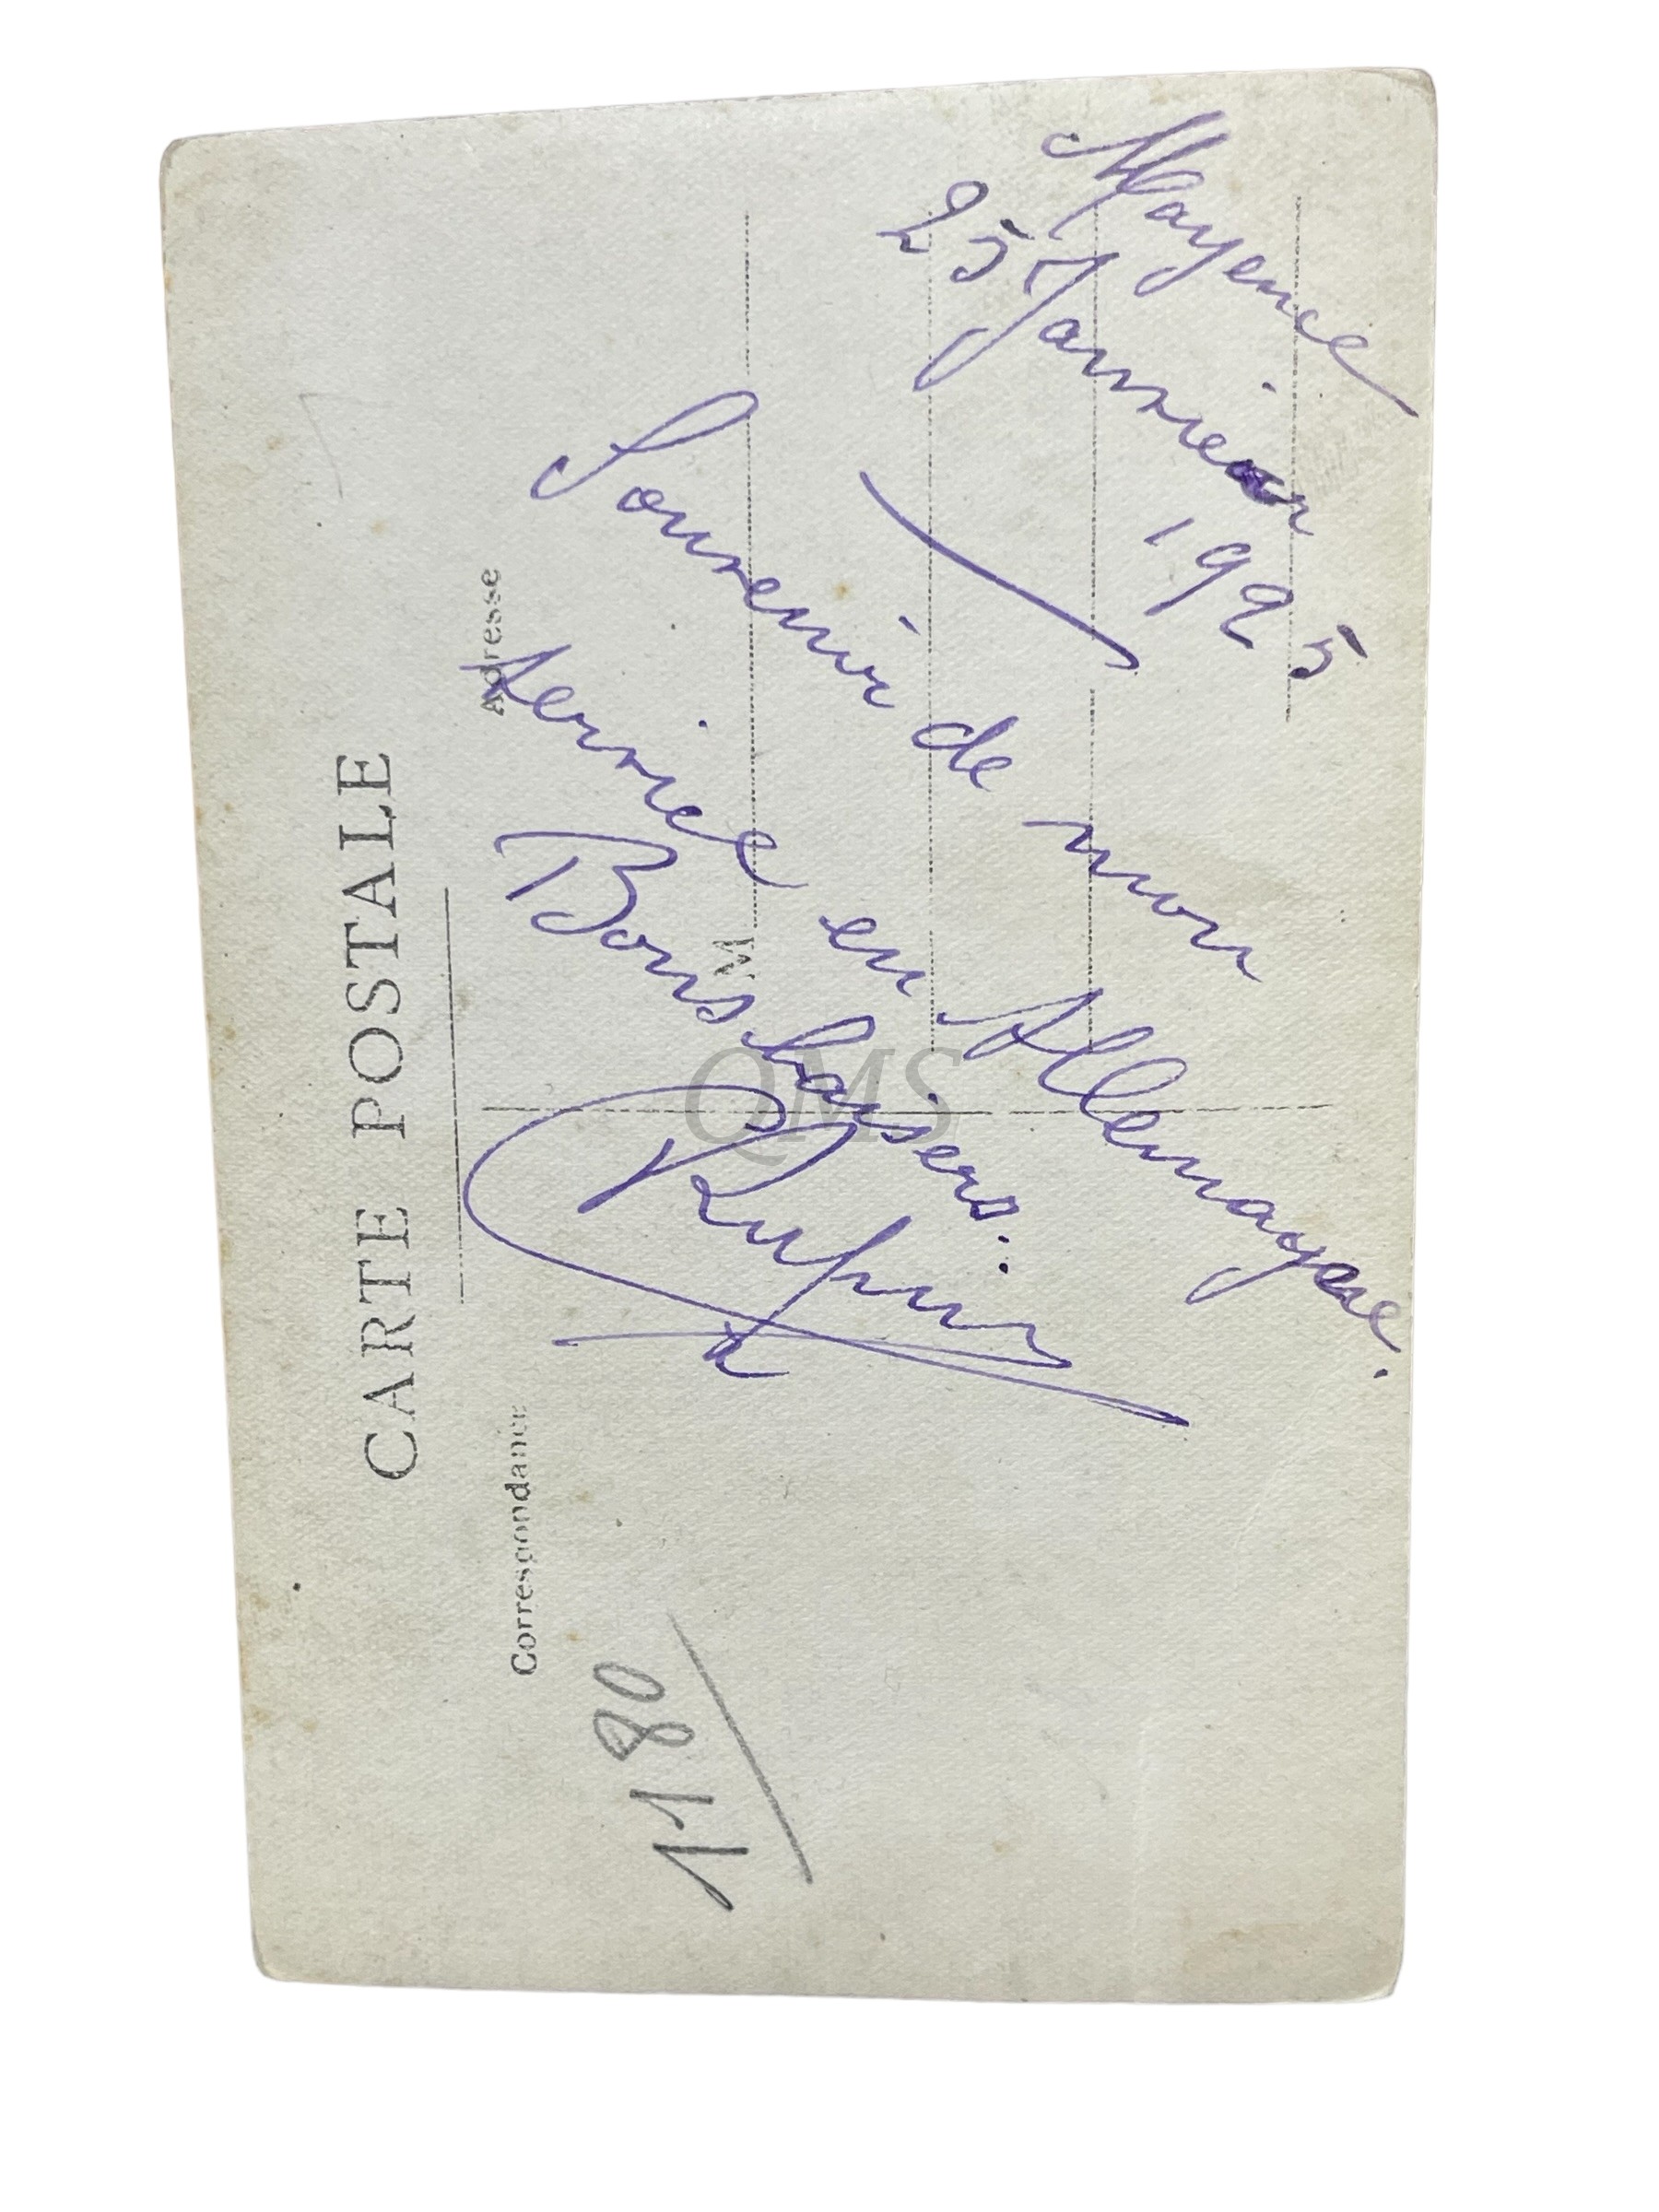 CARTE POSTALE
Correspondance
Adresse
M
1180
Mayence
25 Janvier 1925
Souvenir de mon
service en Allemagne.
Bons baisers.
QMS